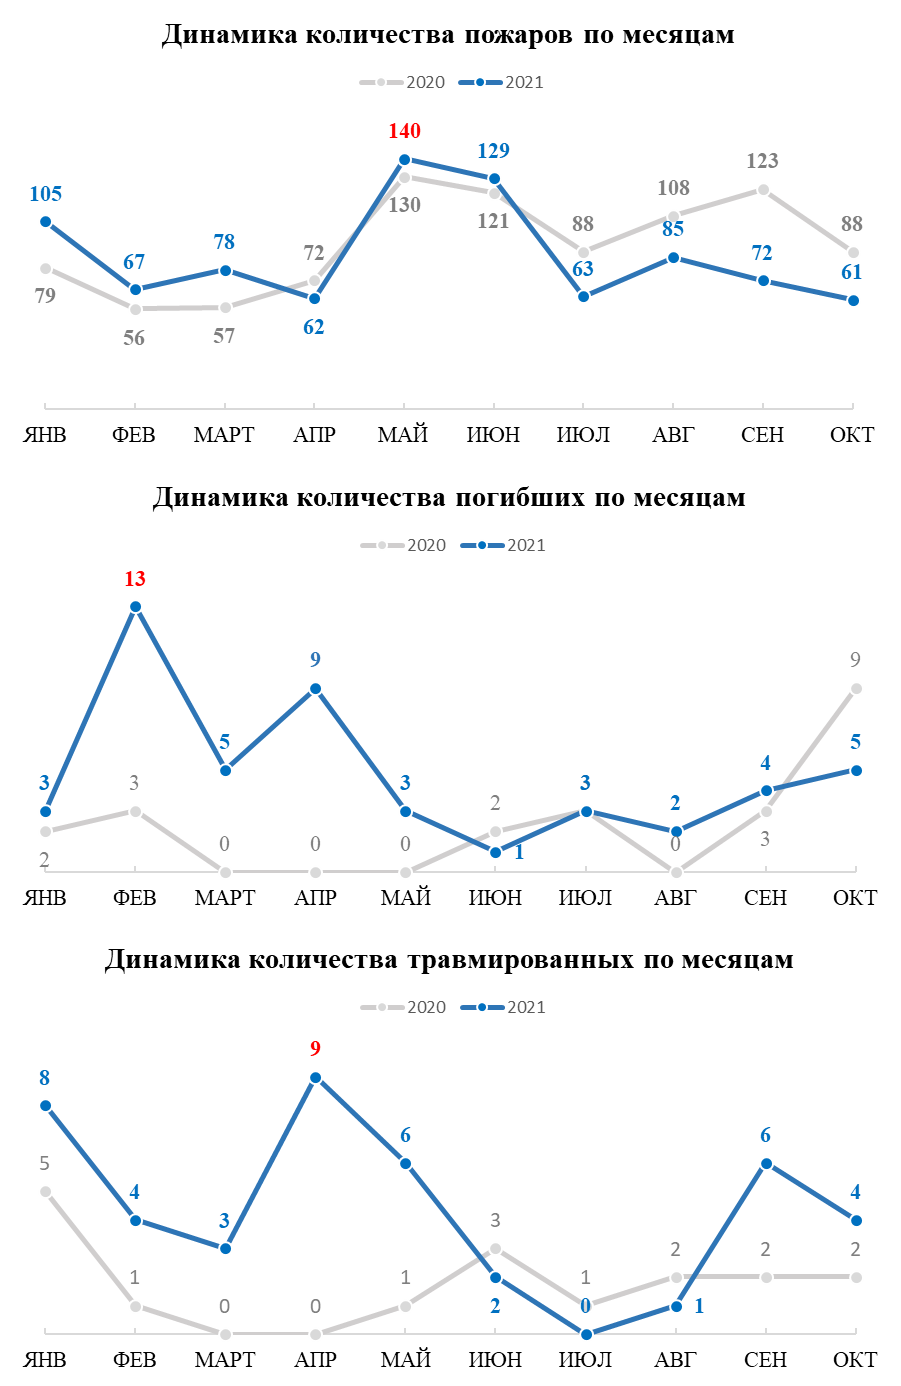 Динамика количества пожаров по месяцам
2020 2021
105 67 78 72 140 129 88 108 123 88
79 56 57 62 130 121 63 85 72 61
ЯНВ ФЕВ МАРТ АПР МАЙ ИЮН ИЮЛ АВГ СЕН ОКТ
Динамика количества погибших по месяцам
2020 2021
13
9 9
5 5
3 3 3 2 3 2 4
2 0 0 0 1 0 3
ЯНВ ФЕВ МАРТ АПР МАЙ ИЮН ИЮЛ АВГ СЕН ОКТ
Динамика количества травмированных по месяцам
2020 2021
9
8
5 6 6
4 3 3 4
1 1 1 2 2 2
0 0 2 0 1
ЯНВ ФЕВ МАРТ АПР МАЙ ИЮН ИЮЛ АВГ СЕН ОКТ